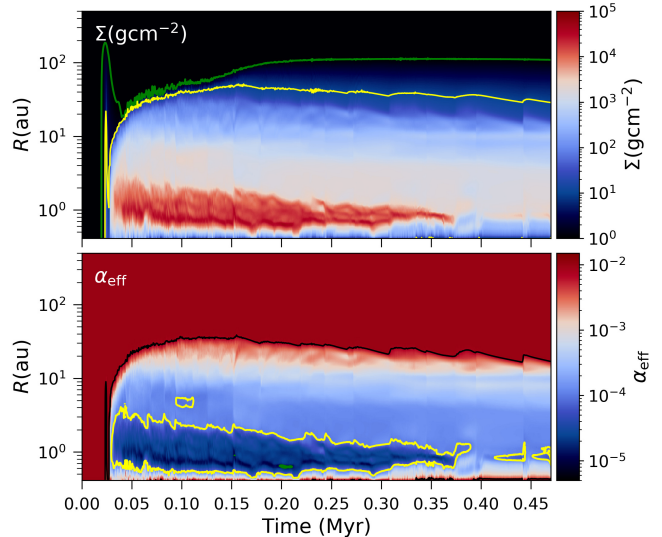 Σ(gcm⁻²)
R(au)
10²
10¹
10⁰
10⁵
10⁴
10³
10²
10¹
10⁰
Σ(gcm⁻²)
α_eff
R(au)
10²
10¹
10⁰
10⁻²
10⁻³
10⁻⁴
10⁻⁵
α_eff
0.00 0.05 0.10 0.15 0.20 0.25 0.30 0.35 0.40 0.45
Time (Myr)